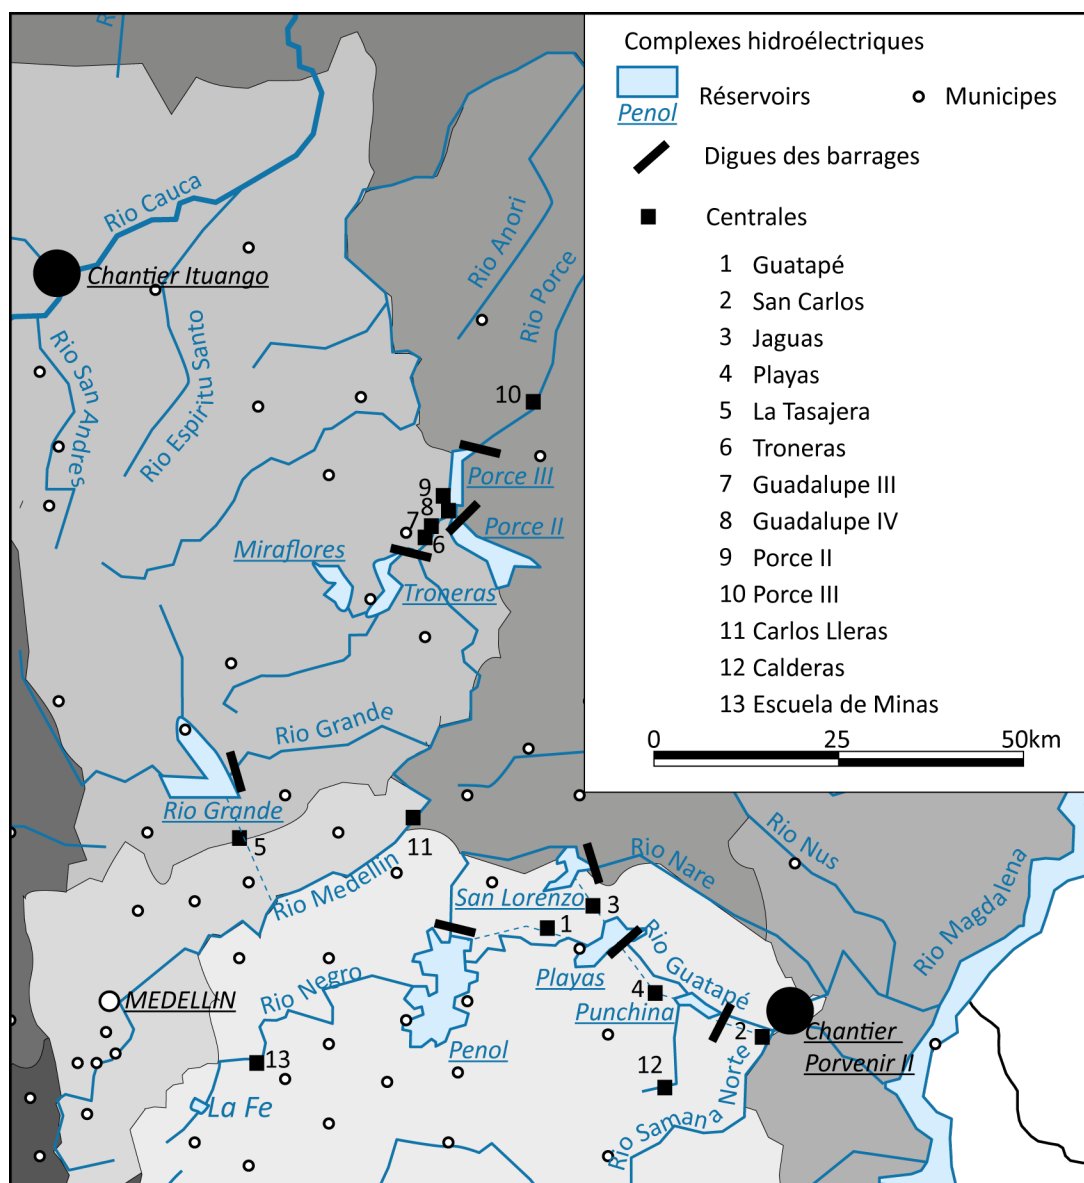 Complexes hidroélectriques
Penol
Réservoirs
Municipes
Digues des barrages
Centrales
1 Guatapé
2 San Carlos
3 Jaguas
4 Playas
5 La Tasajera
6 Troneras
7 Guadalupe III
8 Guadalupe IV
9 Porce II
10 Porce III
11 Carlos Lleras
12 Calderas
13 Escuela de Minas
0 25 50km
R
Rio Cauca
Chantier Ituango
Rio Anori
Rio Porce
Rio San Andres
Rio Espiritu Santo
10
Porce III
9
8
7
6
Porce II
Miraflores
Troneras
Rio Grande
Rio Grande
5
11
Rio Medellin
Rio Nare
Rio Nus
Rio Magdalena
San Lorenzo
3
1
Rio Negro
Playas
Rio Guatapé
4
Punchina
MEDELLIN
2
Chantier
Porvenir II
Penol
13
12
La Fe
Rio Samana Norte